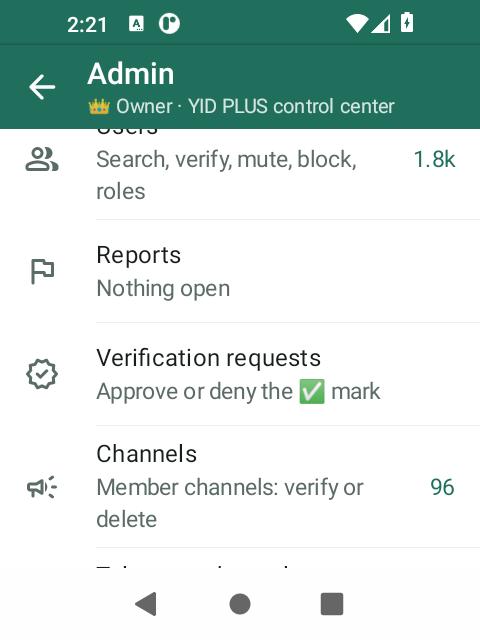 2:21
Admin
👑 Owner · YID PLUS control center
Users
Search, verify, mute, block,
roles
1.8k
Reports
Nothing open
Verification requests
Approve or deny the ✅ mark
Channels
Member channels: verify or
delete
96